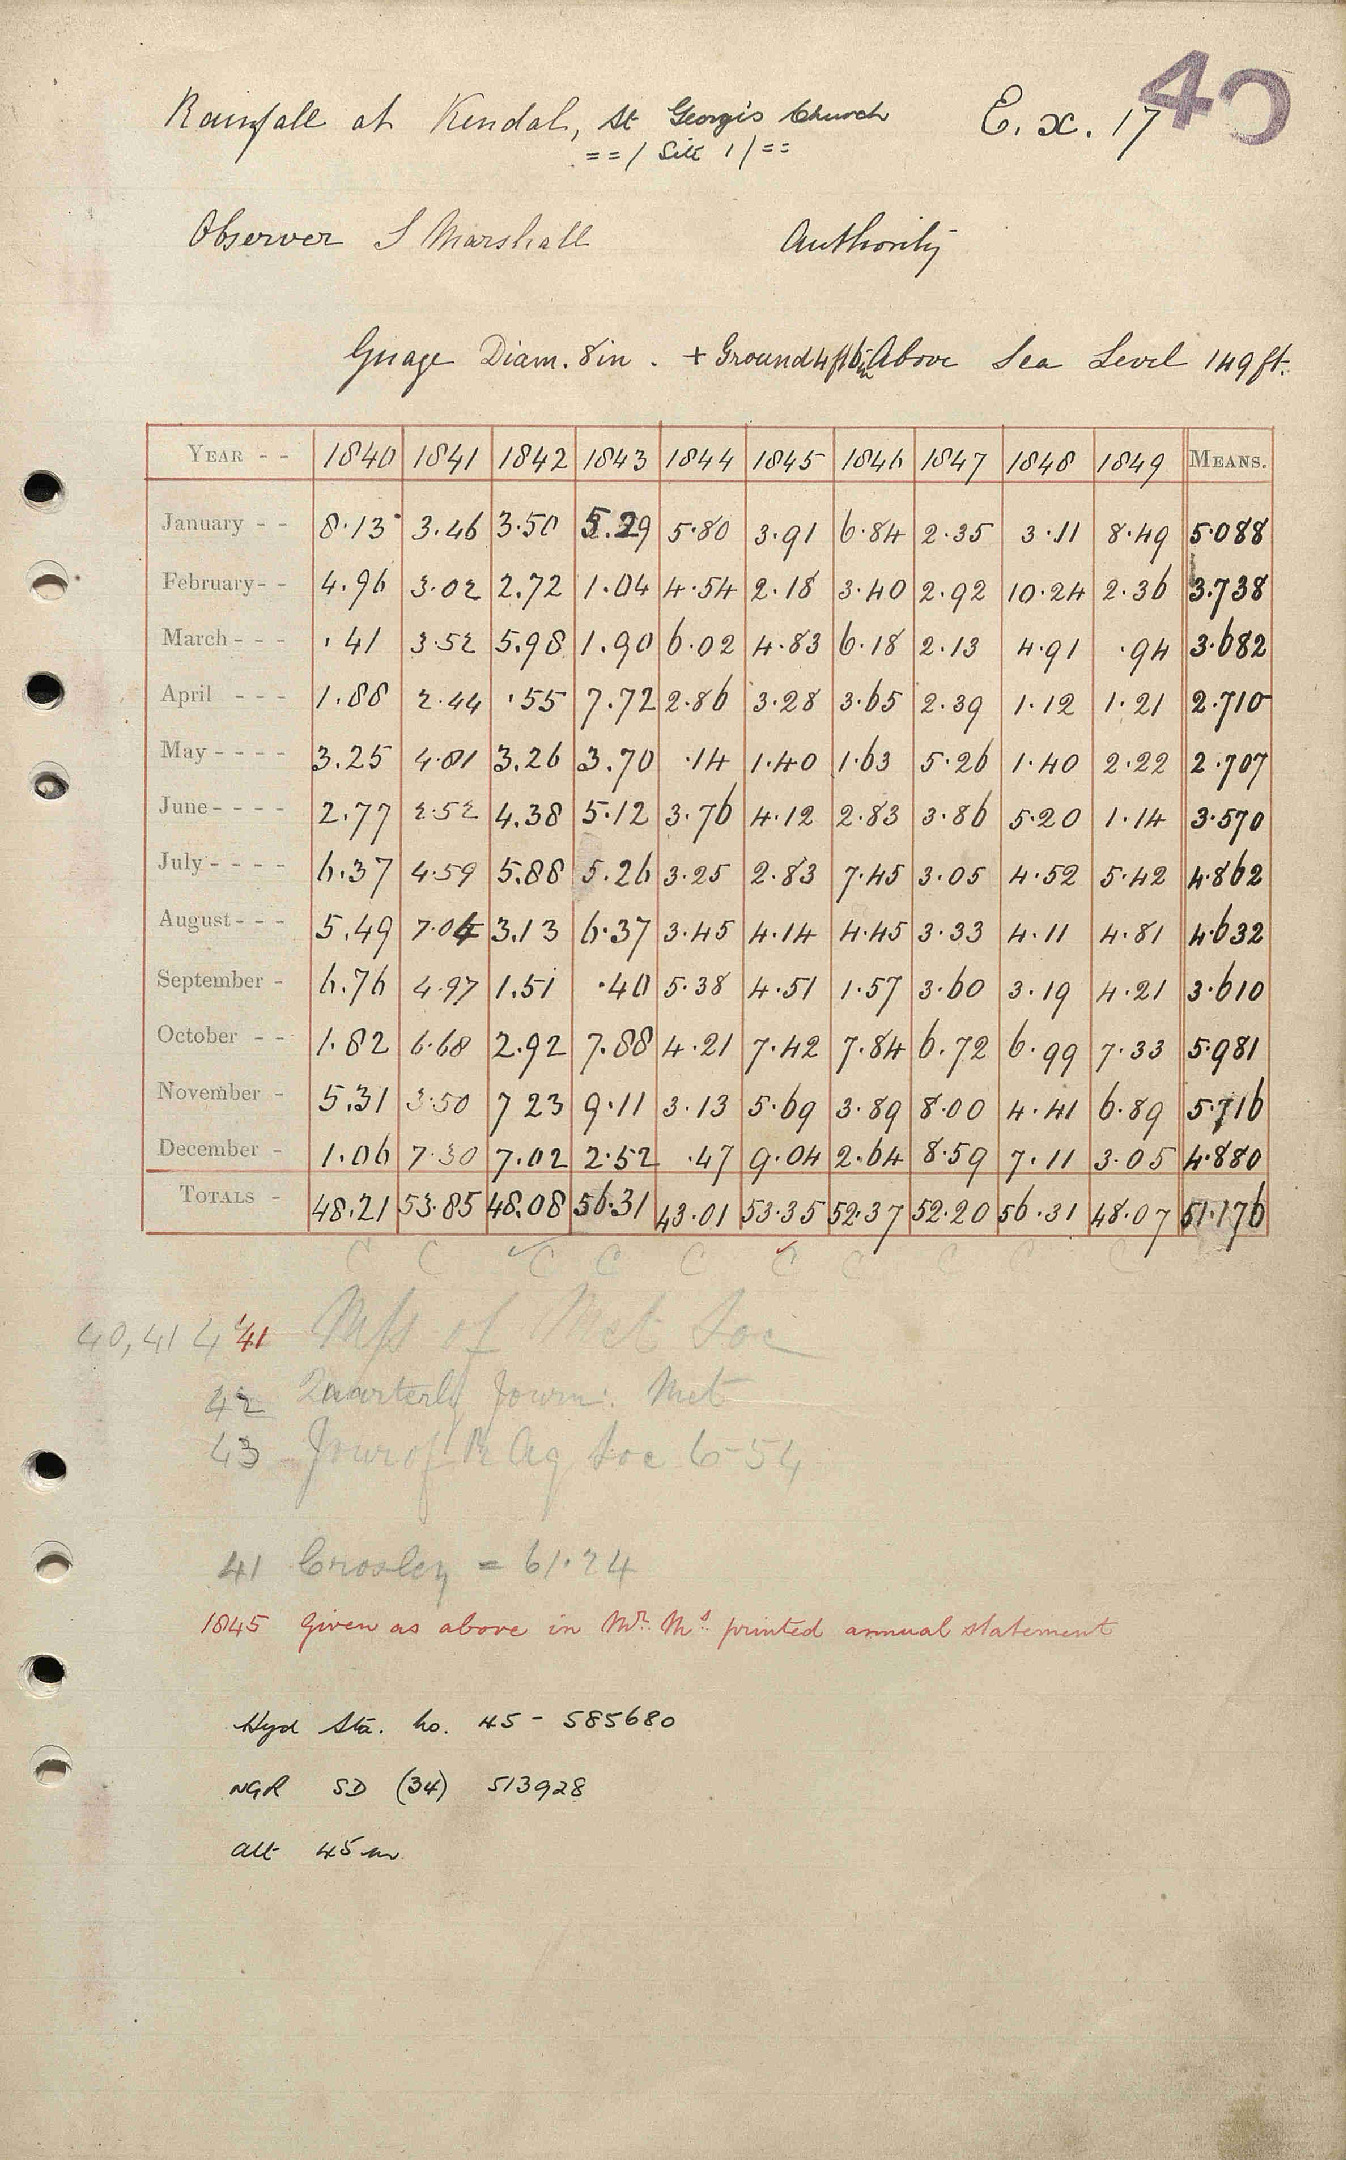 40
Rainfall at Kendal, St George's Church E. x. 17
==/ Site 1/==
Observer S Marshall Authority
Guage Diam. 8in. + Ground 4ft 6in Above Sea Level 149ft.
YEAR - - 1840 1841 1842 1843 1844 1845 1846 1847 1848 1849 MEANS.
January - - 8.13 3.46 3.50 5.29 5.80 3.91 6.84 2.35 3.11 8.49 5.088
February - - 4.96 3.02 2.72 1.04 4.54 2.18 3.40 2.92 10.24 2.36 3.738
March - - - .41 3.52 5.98 1.90 6.02 4.83 6.18 2.13 4.91 .94 3.682
April - - - 1.88 2.44 .55 7.72 2.86 3.28 3.65 2.39 1.12 1.21 2.710
May - - - - 3.25 4.81 3.26 3.70 .14 1.40 1.63 5.26 1.40 2.22 2.707
June - - - - 2.77 2.52 4.38 5.12 3.76 4.12 2.83 3.86 5.20 1.14 3.570
July - - - - 6.37 4.59 5.88 5.26 3.25 2.83 7.45 3.05 4.52 5.42 4.862
August - - - 5.49 7.04 3.13 6.37 3.45 4.14 4.45 3.33 4.11 4.81 4.632
September - 6.76 4.97 1.51 .40 5.38 4.51 1.57 3.60 3.19 4.21 3.610
October - - 1.82 6.68 2.92 7.88 4.21 7.42 7.84 6.72 6.99 7.33 5.981
November - 5.31 3.50 7 23 9.11 3.13 5.69 3.89 8.00 4.41 6.89 5.716
December - 1.06 7.30 7.02 2.52 .47 9.04 2.64 8.59 7.11 3.05 4.880
TOTALS - 48.21 53.85 48.08 56.31 43.01 53.35 52.37 52.20 56.31 48.07 51.176
C C C C C C C C C C
40, 41 4 '41 Mss of Met Soc
42 Quarterly Journ: Met
43 Jour of R Ag Soc 6-54
41 Crosley = 61.24
1845 Given as above in Mr. Ms. printed annual statement
Hyd Sta. no. 45 - 585680
NGR SD (34) 513928
alt 45m